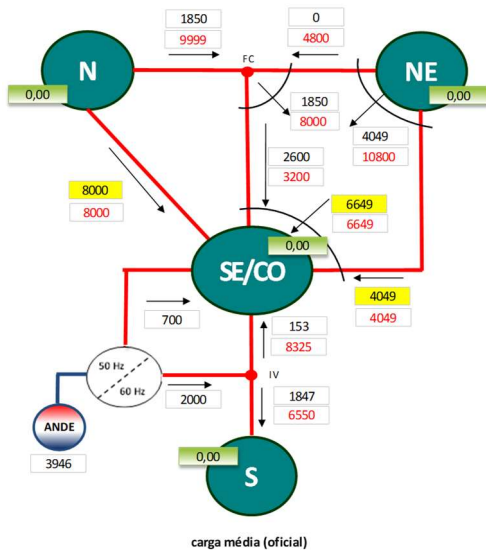 1850
9999
0
4800
FC
N
0,00
NE
0,00
1850
8000
4049
10800
2600
3200
8000
8000
6649
6649
0,00
SE/CO
4049
4049
700
153
8325
50 Hz
60 Hz
IV
2000
1847
6550
ANDE
3946
0,00
S
carga média (oficial)